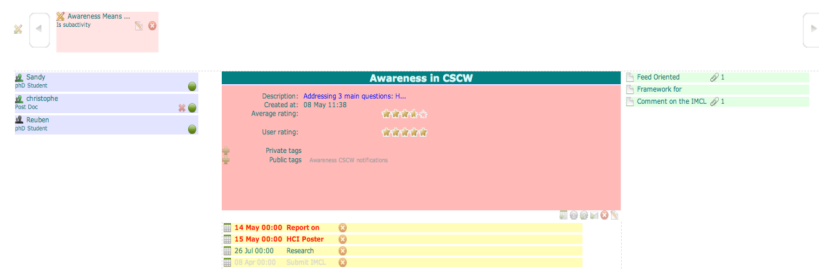 Awareness Means ...
Is subactivity
Sandy
phD Student
christophe
Post Doc
Reuben
phD Student
Awareness in CSCW
Description: Addressing 3 main questions: H...
Created at: 08 May 11:38
Average rating:
User rating:
Private tags
Public tags Awareness CSCW notifications
14 May 00:00 Report on
15 May 00:00 HCI Poster
26 Jul 00:00 Research
08 Apr 00:00 Submit IMCL
Feed Oriented 1
Framework for
Comment on the IMCL 1